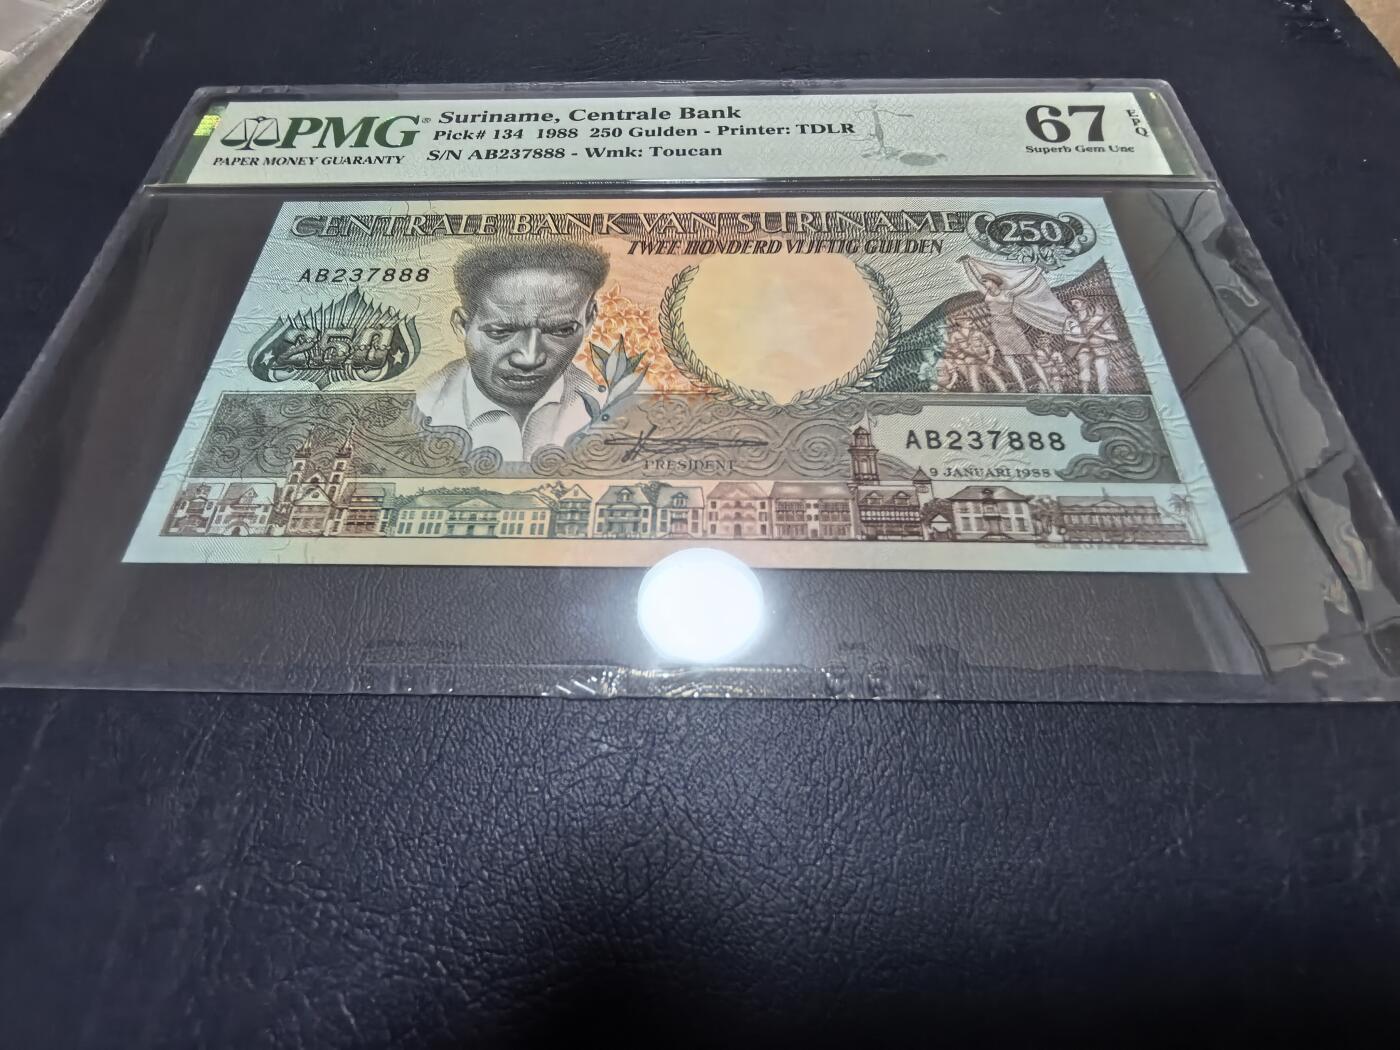 PMG®
PAPER MONEY GUARANTY
Suriname, Centrale Bank
Pick# 134 1988 250 Gulden - Printer: TDLR
S/N AB237888 - Wmk: Toucan
67
EPQ
Superb Gem Unc
CENTRALE BANK VAN SURINAME
250
TWEE HONDERD VIJFTIG GULDEN
AB237888
250
AB237888
PRESIDENT
9 JANUARI 1988